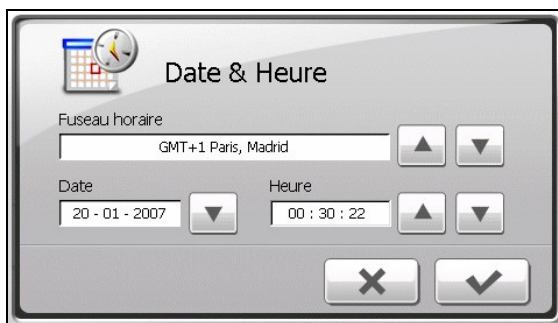 Date & Heure
Fuseau horaire
GMT+1 Paris, Madrid
Date
Heure
20 - 01 - 2007
00 : 30 : 22